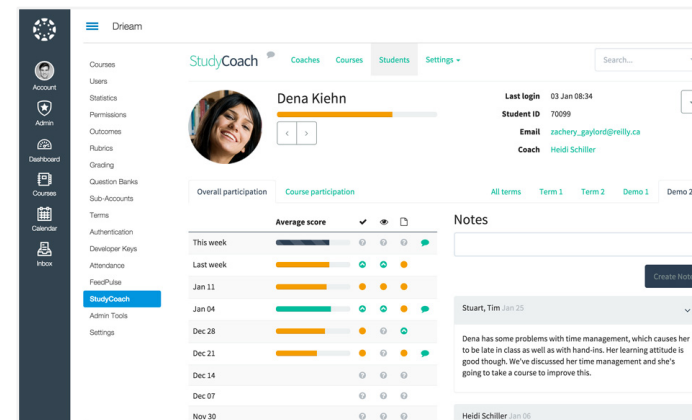 Drieam
Account
Admin
Dashboard
Courses
Calendar
Inbox
Courses
Users
Statistics
Permissions
Outcomes
Rubrics
Grading
Question Banks
Sub-Accounts
Terms
Authentication
Developer Keys
Attendance
FeedPulse
StudyCoach
Admin Tools
Settings
StudyCoach Coaches Courses Students Settings
Search...
Dena Kiehn
Last login 03 Jan 08:34
Student ID 70099
Email zachery_gaylord@reilly.ca
Coach Heidi Schiller
Overall participation Course participation All terms Term 1 Term 2 Demo 1 Demo 2
Average score
This week
Last week
Jan 11
Jan 04
Dec 28
Dec 21
Dec 14
Dec 07
Nov 30
Notes
Create Note
Stuart, Tim Jan 25
Dena has some problems with time management, which causes her
to be late in class as well as with hand-ins. Her learning attitude is
good though. We've discussed her time management and she's
going to take a course to improve this.
Heidi Schiller Jan 06